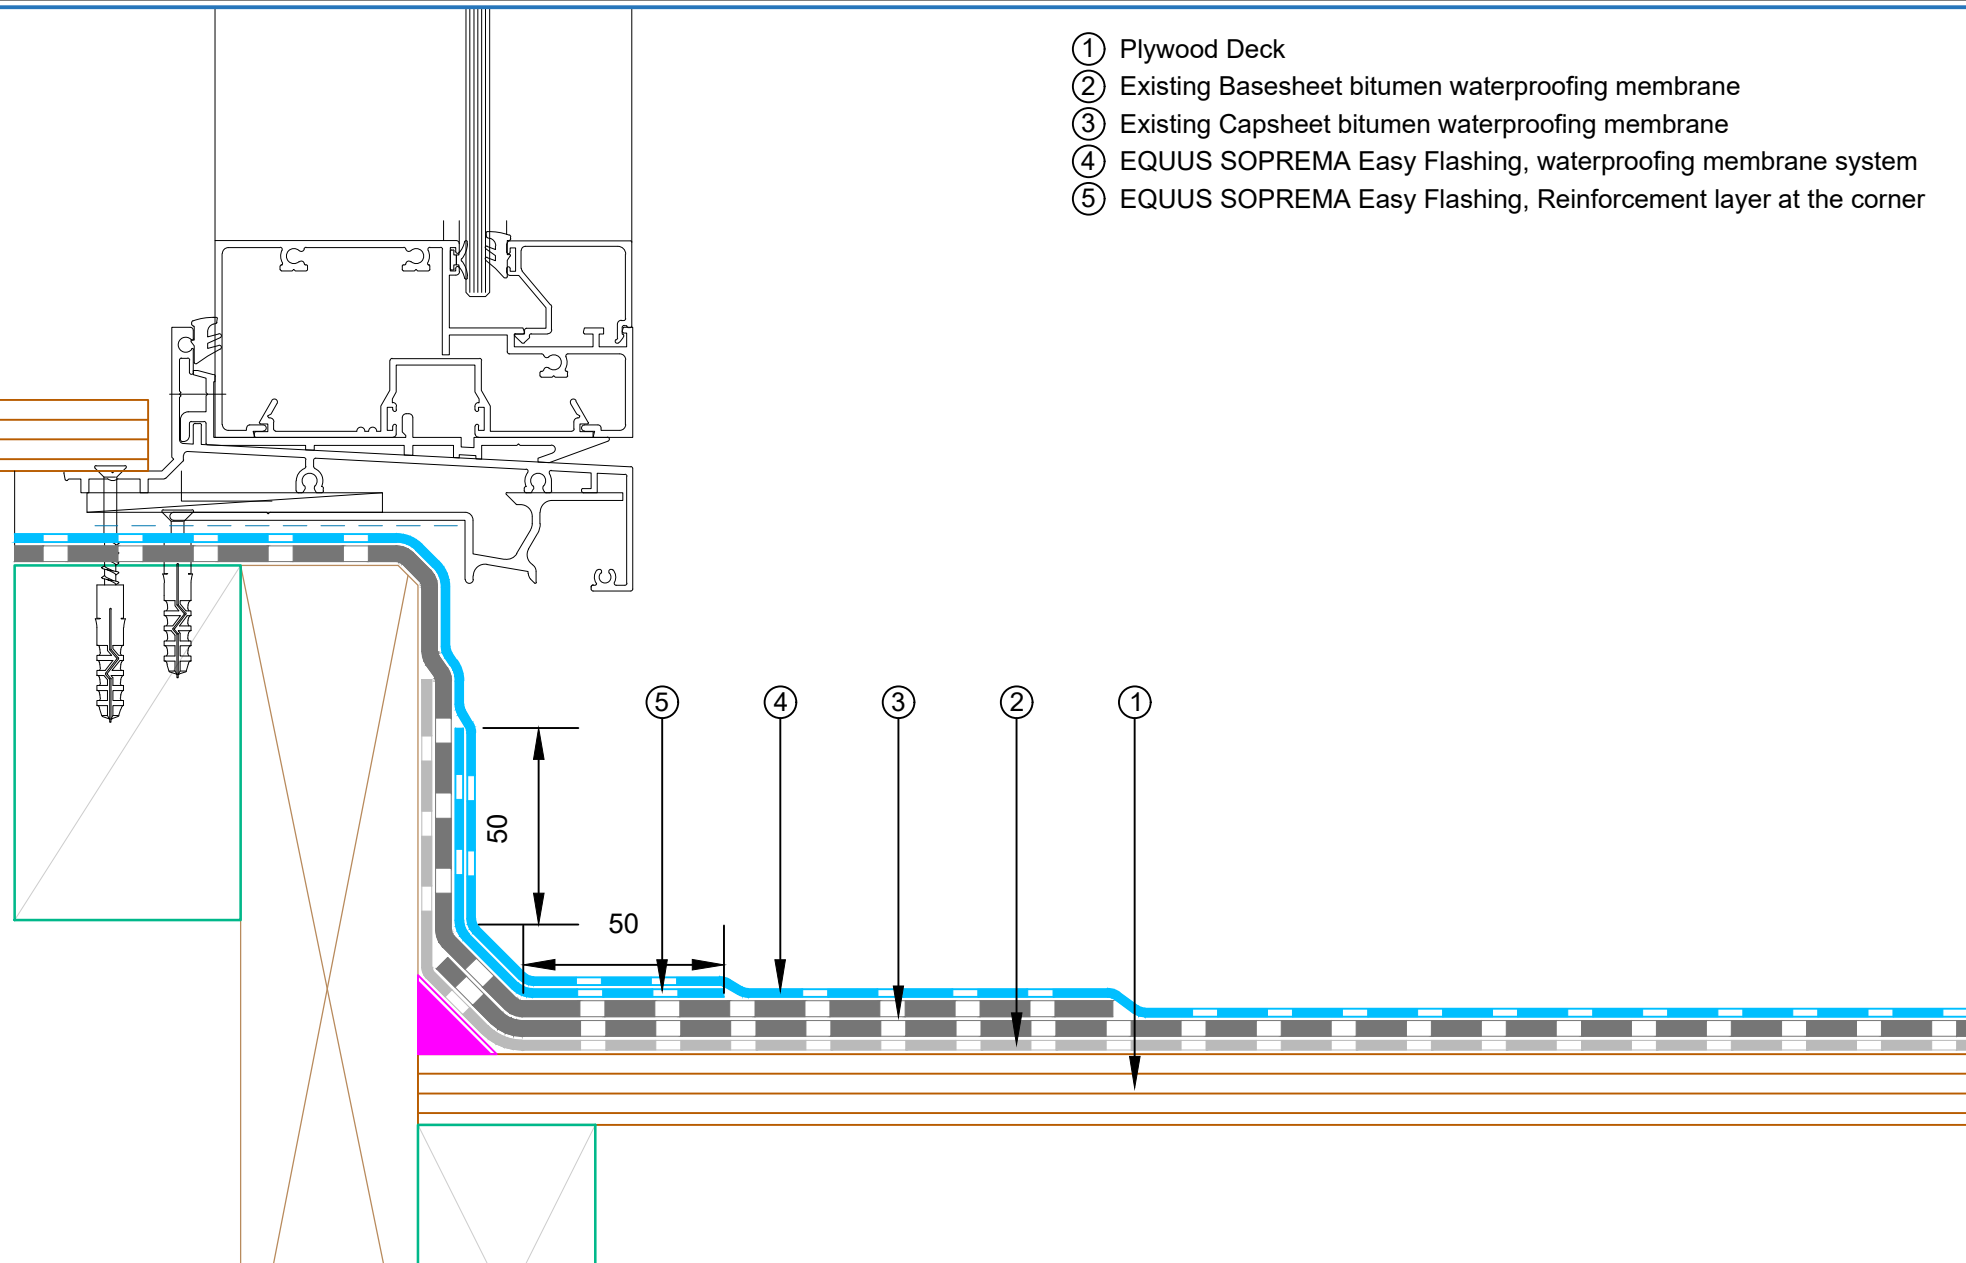 ① Plywood Deck
② Existing Basesheet bitumen waterproofing membrane
③ Existing Capsheet bitumen waterproofing membrane
④ EQUUS SOPREMA Easy Flashing, waterproofing membrane system
⑤ EQUUS SOPREMA Easy Flashing, Reinforcement layer at the corner
⑤ ④ ③ ② ①
50
50